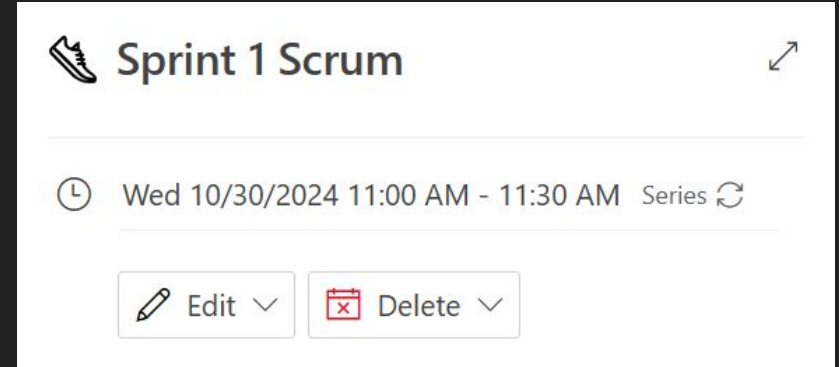 Sprint 1 Scrum
Wed 10/30/2024 11:00 AM - 11:30 AM Series
Edit Delete